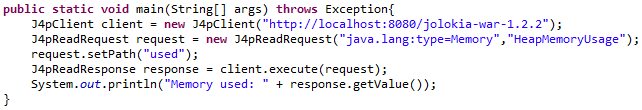 public static void main(String[] args) throws Exception{
J4pClient client = new J4pClient("http://localhost:8080/jolokia-war-1.2.2");
J4pReadRequest request = new J4pReadRequest("java.lang:type=Memory","HeapMemoryUsage");
request.setPath("used");
J4pReadResponse response = client.execute(request);
System.out.println("Memory used: " + response.getValue());
}